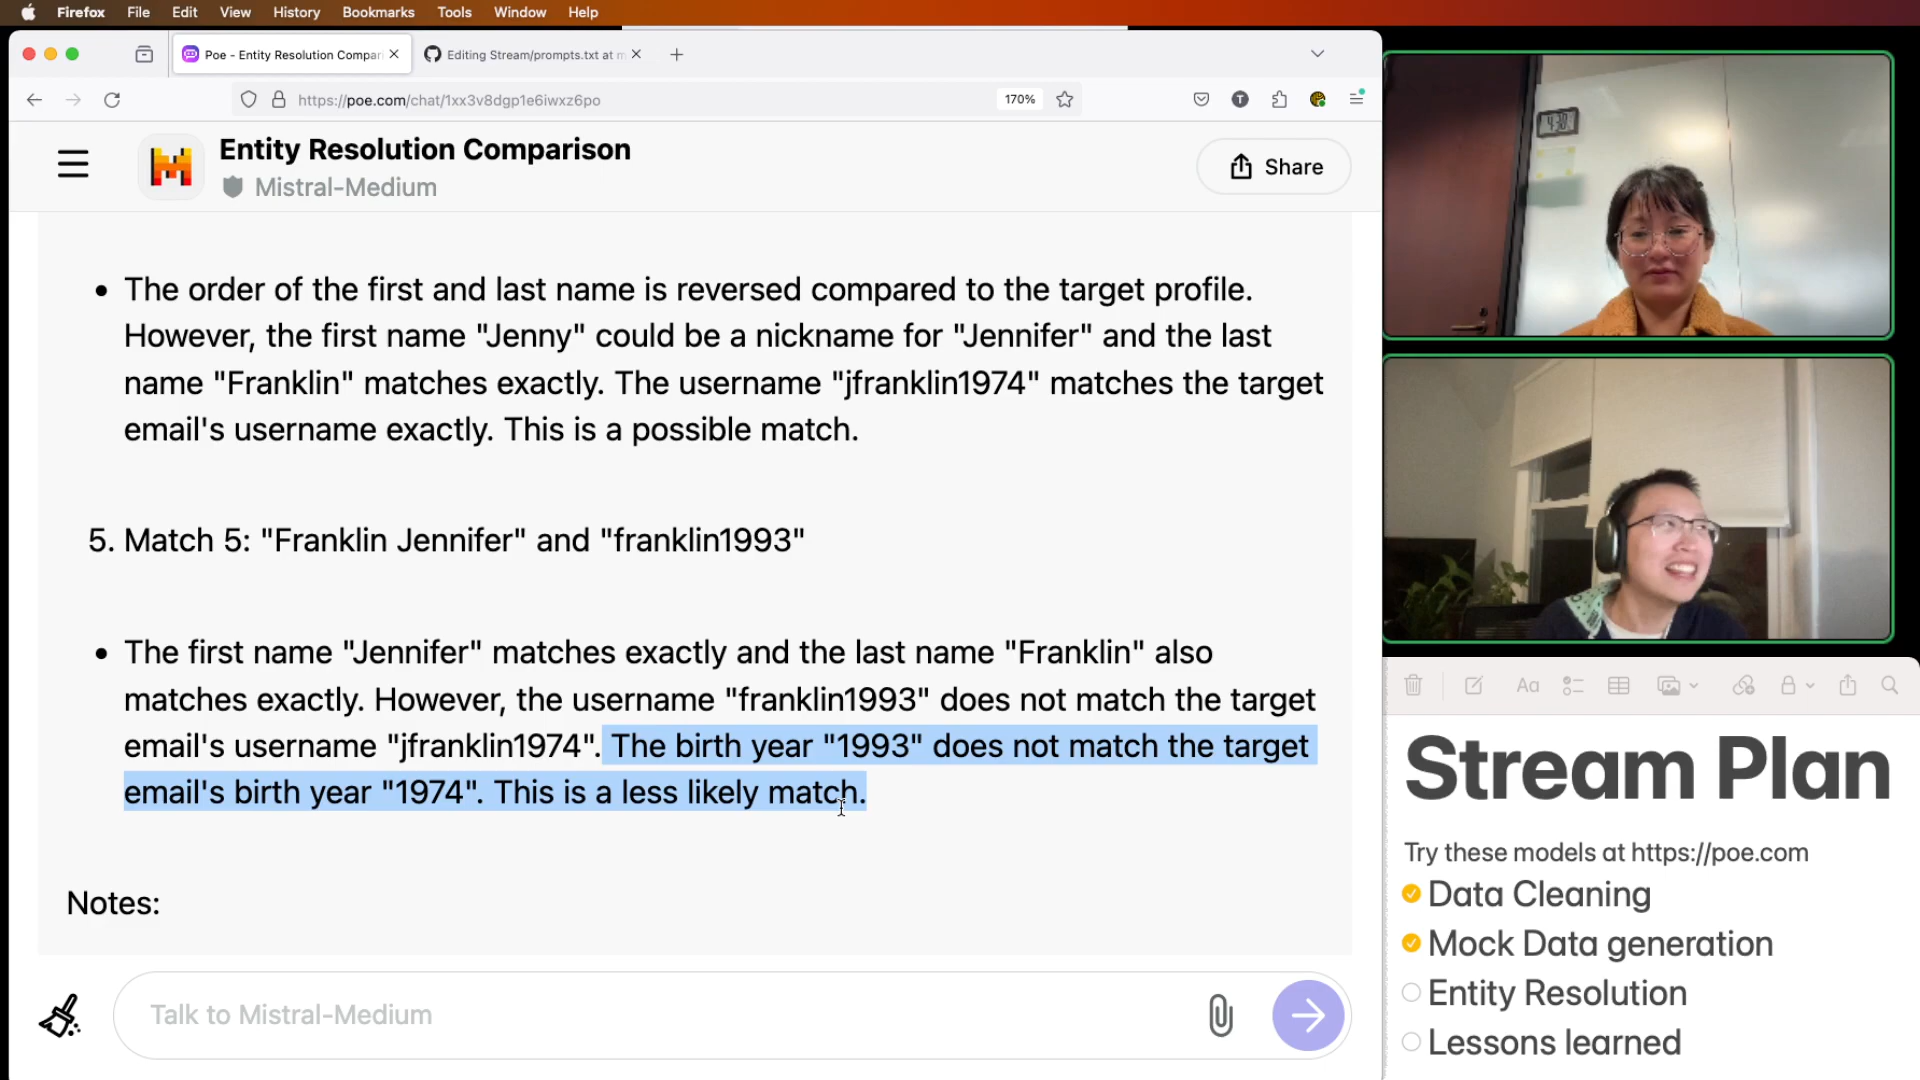 Firefox File Edit View History Bookmarks Tools Window Help
Poe - Entity Resolution Compar
Editing Stream/prompts.txt at m
https://poe.com/chat/1xx3v8dgp1e6iwxz6po
170%
T
Entity Resolution Comparison
Mistral-Medium
Share
The order of the first and last name is reversed compared to the target profile.
However, the first name "Jenny" could be a nickname for "Jennifer" and the last
name "Franklin" matches exactly. The username "jfranklin1974" matches the target
email's username exactly. This is a possible match.
5. Match 5: "Franklin Jennifer" and "franklin1993"
The first name "Jennifer" matches exactly and the last name "Franklin" also
matches exactly. However, the username "franklin1993" does not match the target
email's username "jfranklin1974". The birth year "1993" does not match the target
email's birth year "1974". This is a less likely match.
Notes:
Talk to Mistral-Medium
4:30
Aa
Stream Plan
Try these models at https://poe.com
Data Cleaning
Mock Data generation
Entity Resolution
Lessons learned